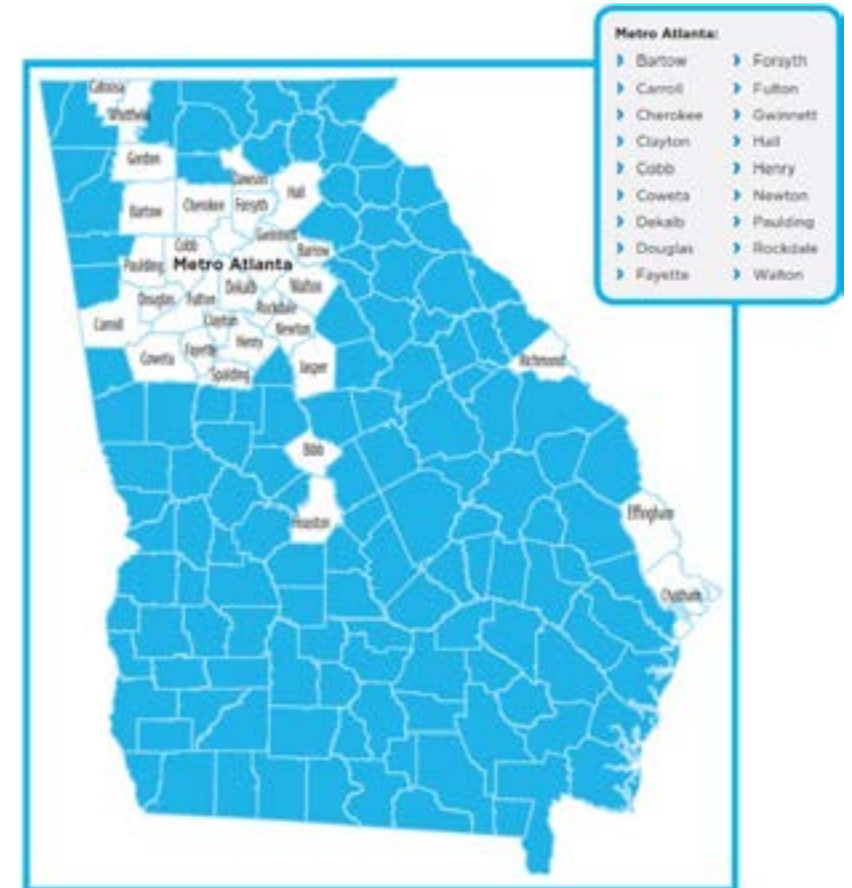 Metro Atlanta:
Bartow
Carroll
Cherokee
Clayton
Cobb
Coweta
Dekalb
Douglas
Fayette
Forsyth
Fulton
Gwinnett
Hall
Henry
Newton
Paulding
Rockdale
Walton
Catoosa
Whitfield
Gordon
Dawson
Hall
Bartow
Cherokee
Forsyth
Gwinnett
Cobb
Barrow
Paulding
Metro Atlanta
Dekalb
Walton
Douglas
Fulton
Rockdale
Carroll
Clayton
Newton
Henry
Fayette
Coweta
Spalding
Jasper
Richmond
Bibb
Houston
Effingham
Chatham